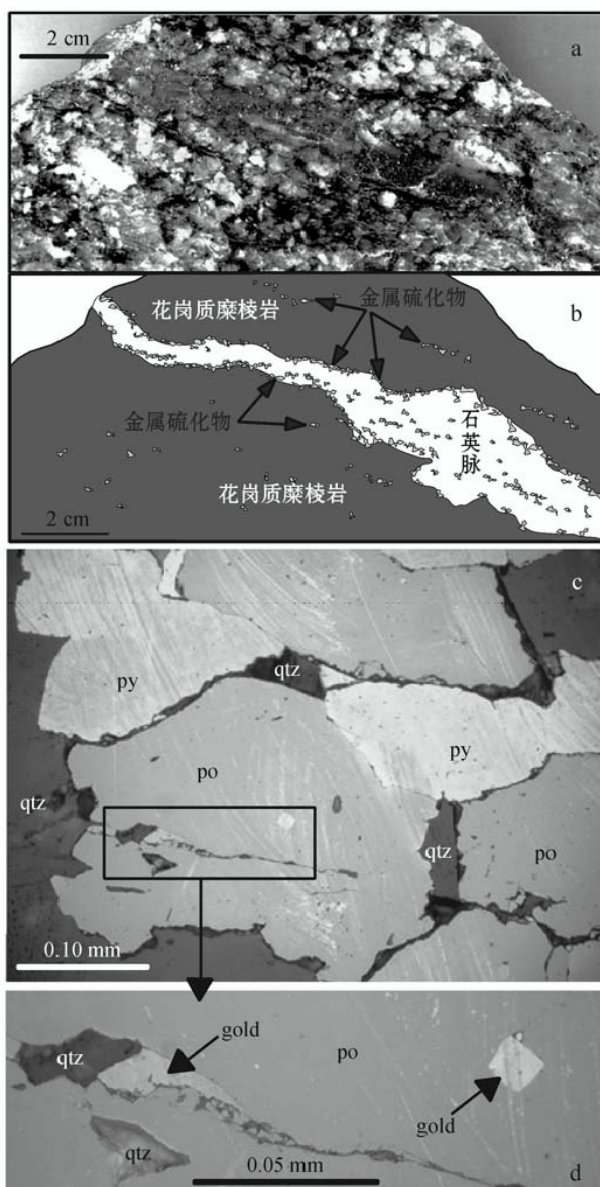 2 cm
a
花岗质糜棱岩
金属硫化物
b
金属硫化物
石英脉
花岗质糜棱岩
2 cm
c
qtz
py
py
po
qtz
qtz
po
0.10 mm
gold
qtz
po
gold
qtz
0.05 mm
d